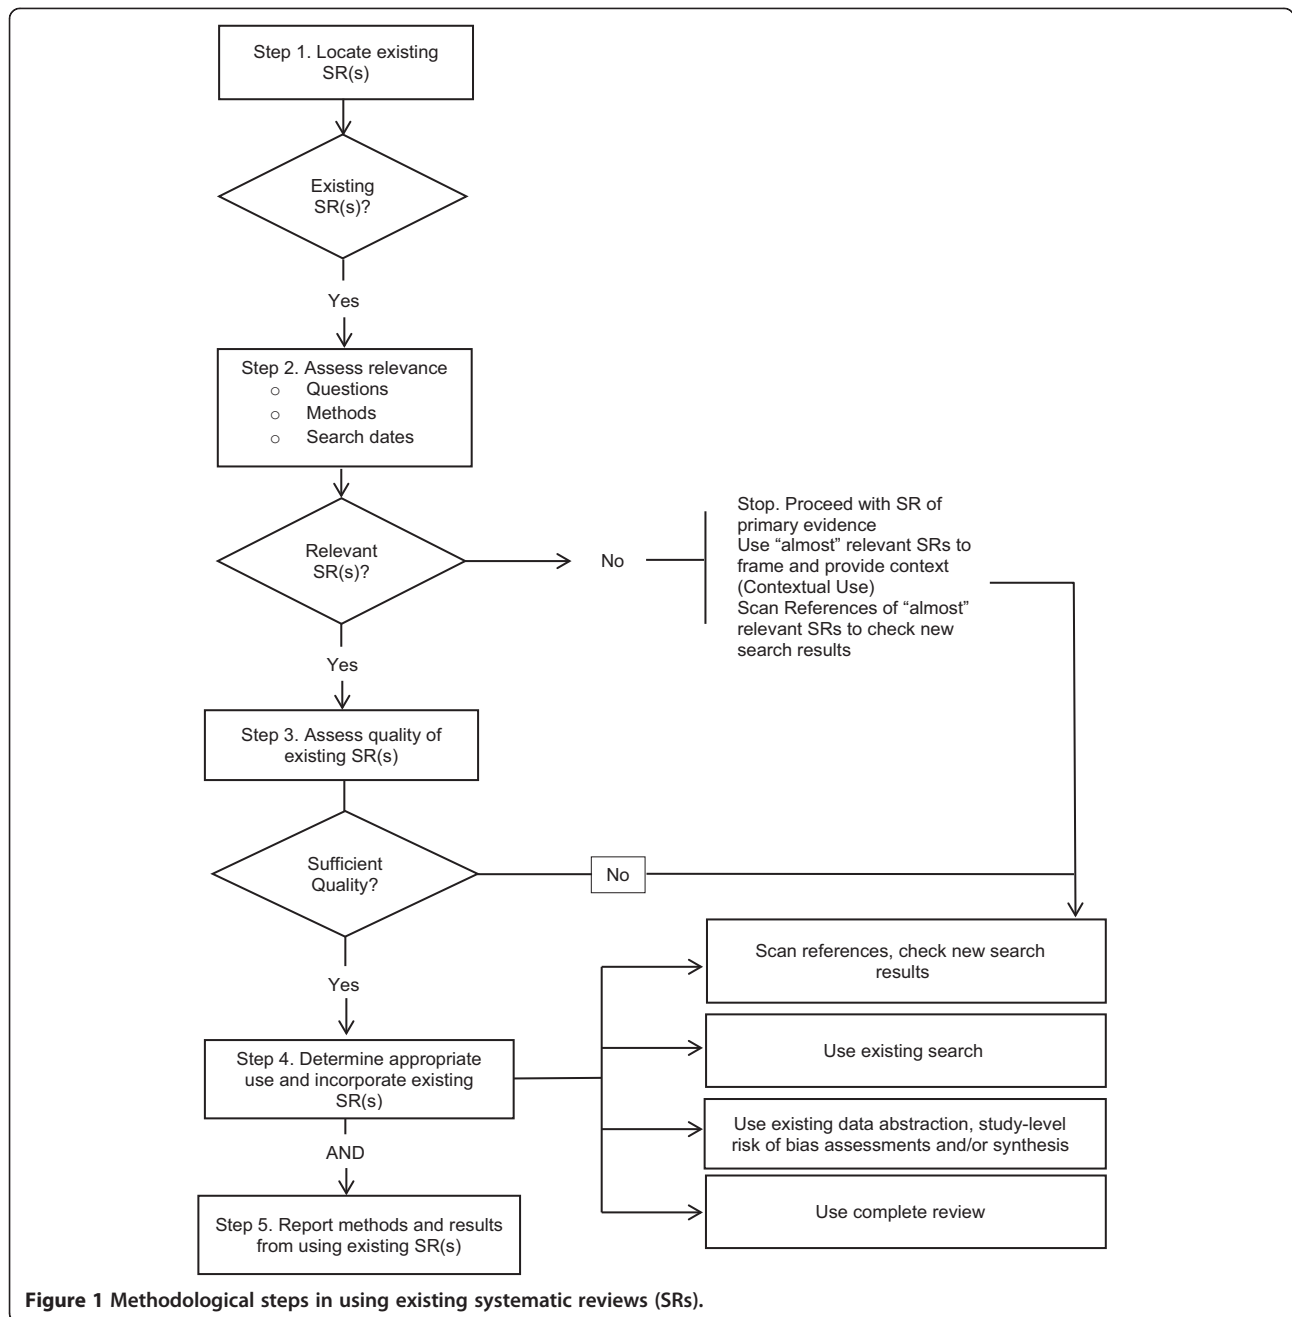 Step 1. Locate existing
SR(s)
Existing
SR(s)?
Yes
Step 2. Assess relevance
o Questions
o Methods
o Search dates
Relevant
SR(s)?
No
Stop. Proceed with SR of
primary evidence
Use “almost” relevant SRs to
frame and provide context
(Contextual Use)
Scan References of “almost”
relevant SRs to check new
search results
Yes
Step 3. Assess quality of
existing SR(s)
Sufficient
Quality?
No
Yes
Step 4. Determine appropriate
use and incorporate existing
SR(s)
Scan references, check new search
results
Use existing search
Use existing data abstraction, study-level
risk of bias assessments and/or synthesis
Use complete review
AND
Step 5. Report methods and results
from using existing SR(s)
Figure 1 Methodological steps in using existing systematic reviews (SRs).